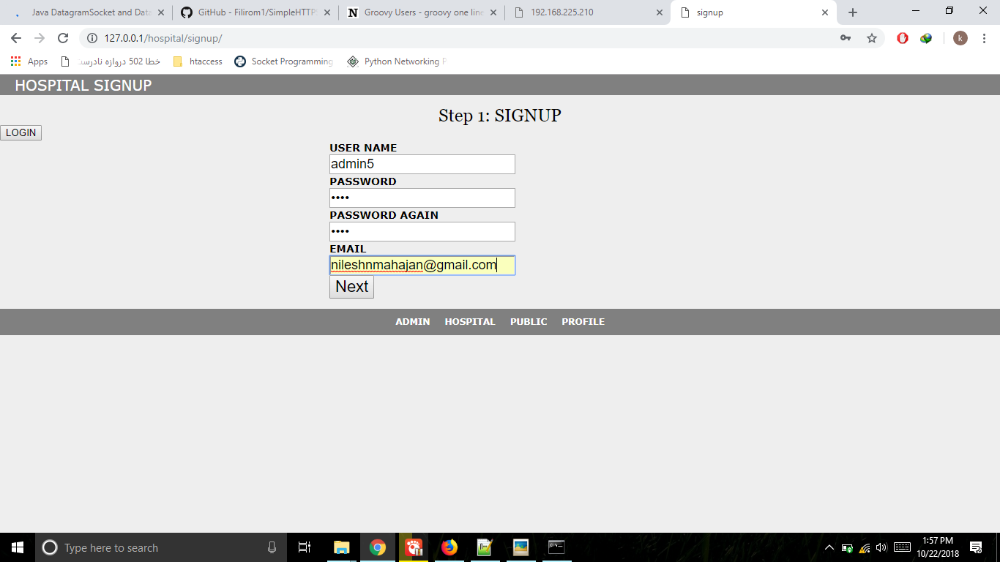 Java DatagramSocket and Data
GitHub - Filirom1/SimpleHTTPS
Groovy Users - groovy one line
192.168.225.210
signup
127.0.0.1/hospital/signup/
k
Apps
خطا 502 دروازه نادرست
htaccess
Socket Programming
Python Networking P
HOSPITAL SIGNUP
Step 1: SIGNUP
LOGIN
USER NAME
admin5
PASSWORD
••••
PASSWORD AGAIN
••••
EMAIL
nileshnmahajan@gmail.com
Next
ADMIN HOSPITAL PUBLIC PROFILE
Type here to search
1:57 PM
10/22/2018